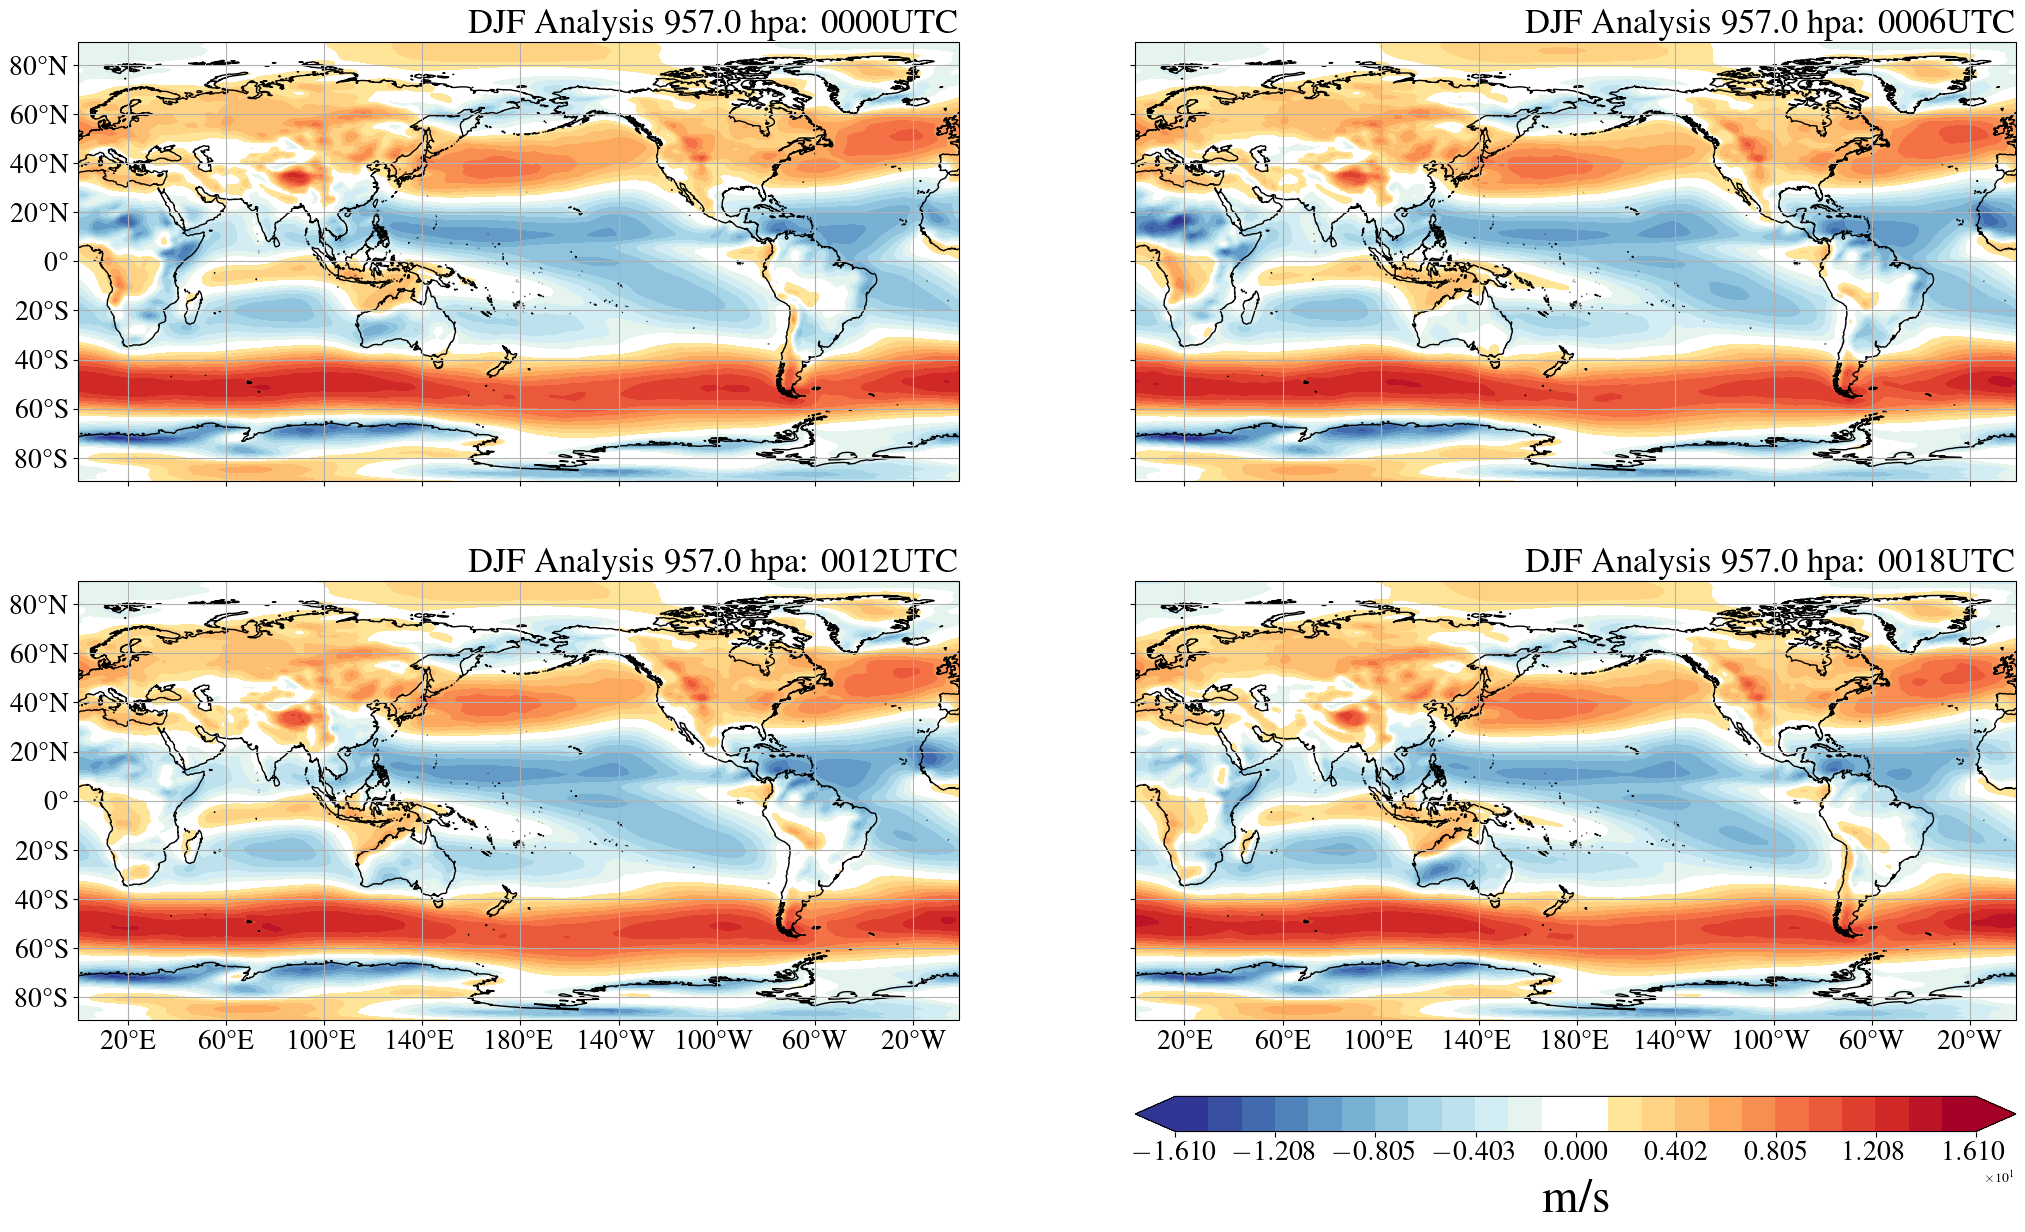 DJF Analysis 957.0 hpa: 0000UTC
DJF Analysis 957.0 hpa: 0006UTC
80°N
60°N
40°N
20°N
0°
20°S
40°S
60°S
80°S
DJF Analysis 957.0 hpa: 0012UTC
DJF Analysis 957.0 hpa: 0018UTC
80°N
60°N
40°N
20°N
0°
20°S
40°S
60°S
80°S
20°E 60°E 100°E 140°E 180°E 140°W 100°W 60°W 20°W
20°E 60°E 100°E 140°E 180°E 140°W 100°W 60°W 20°W
−1.610 −1.208 −0.805 −0.403 0.000 0.402 0.805 1.208 1.610
×10¹
m/s